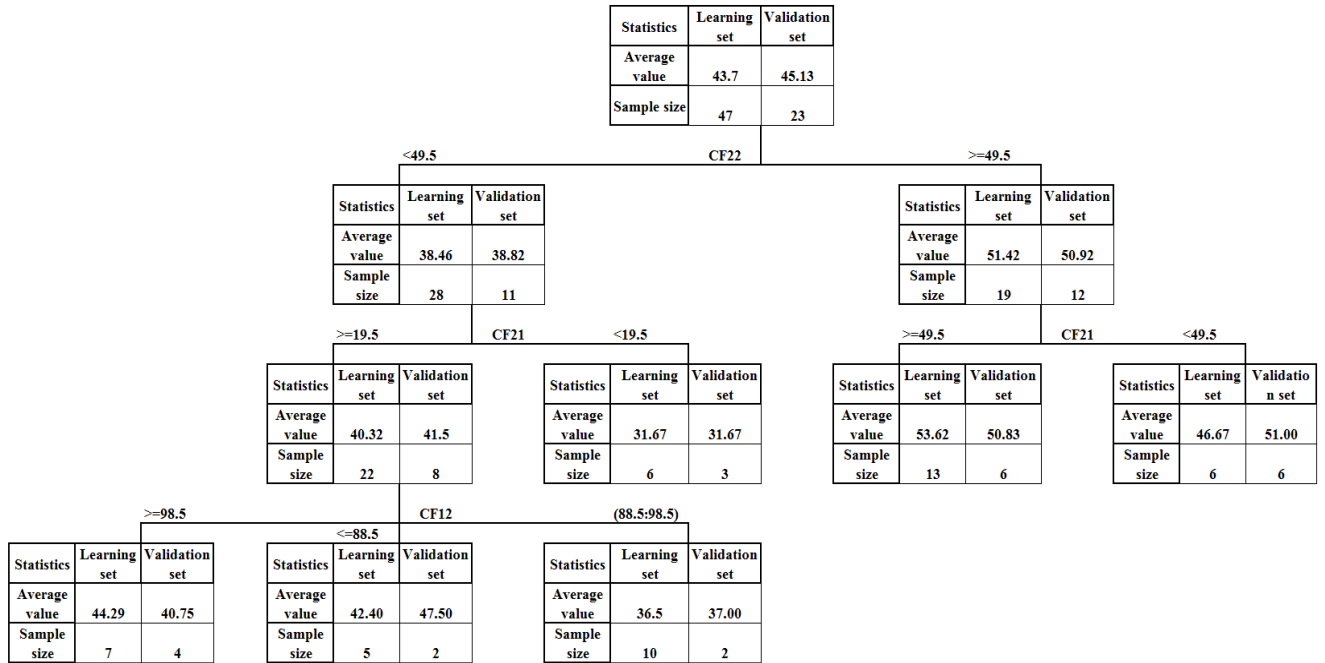 Statistics Learning set Validation set
Average value 43.7 45.13
Sample size 47 23
<49.5 CF22 >=49.5
Statistics Learning set Validation set
Average value 38.46 38.82
Sample size 28 11
Statistics Learning set Validation set
Average value 51.42 50.92
Sample size 19 12
>=19.5 CF21 <19.5
>=49.5 CF21 <49.5
Statistics Learning set Validation set
Average value 40.32 41.5
Sample size 22 8
Statistics Learning set Validation set
Average value 31.67 31.67
Sample size 6 3
Statistics Learning set Validation set
Average value 53.62 50.83
Sample size 13 6
Statistics Learning set Validatio n set
Average value 46.67 51.00
Sample size 6 6
>=98.5 CF12 (88.5:98.5)
<=88.5
Statistics Learning set Validation set
Average value 44.29 40.75
Sample size 7 4
Statistics Learning set Validation set
Average value 42.40 47.50
Sample size 5 2
Statistics Learning set Validation set
Average value 36.5 37.00
Sample size 10 2